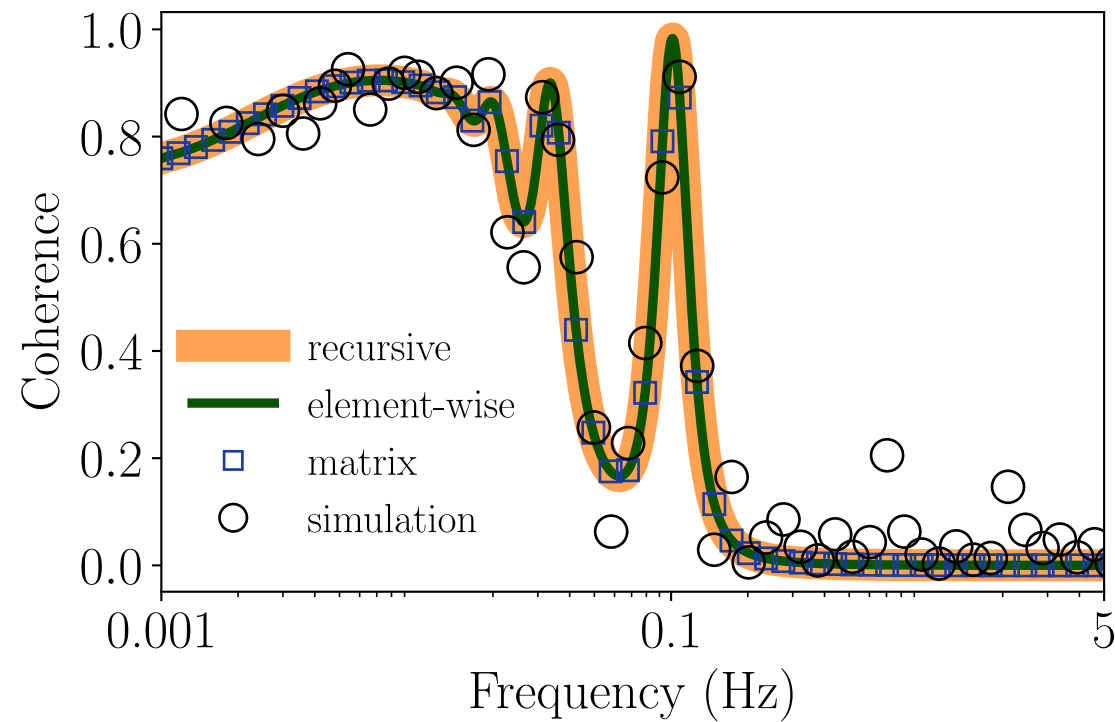 1.0
0.8
0.6
0.4
0.2
0.0
Coherence
recursive
element-wise
matrix
simulation
0.001
0.1
5
Frequency (Hz)